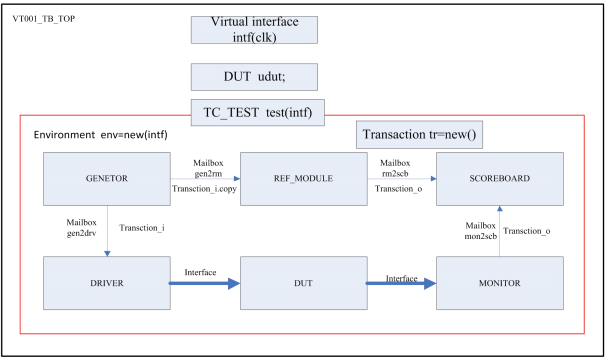 VT001_TB_TOP
Virtual interface
intf(clk)
DUT udut;
TC_TEST test(intf)
Environment env=new(intf)
Transaction tr=new()
GENETOR
Mailbox
gen2rm
Transction_i.copy
REF_MODULE
Mailbox
rm2scb
Transction_o
SCOREBOARD
Mailbox
gen2drv
Transction_i
Mailbox
mon2scb
Transction_o
DRIVER
Interface
DUT
Interface
MONITOR